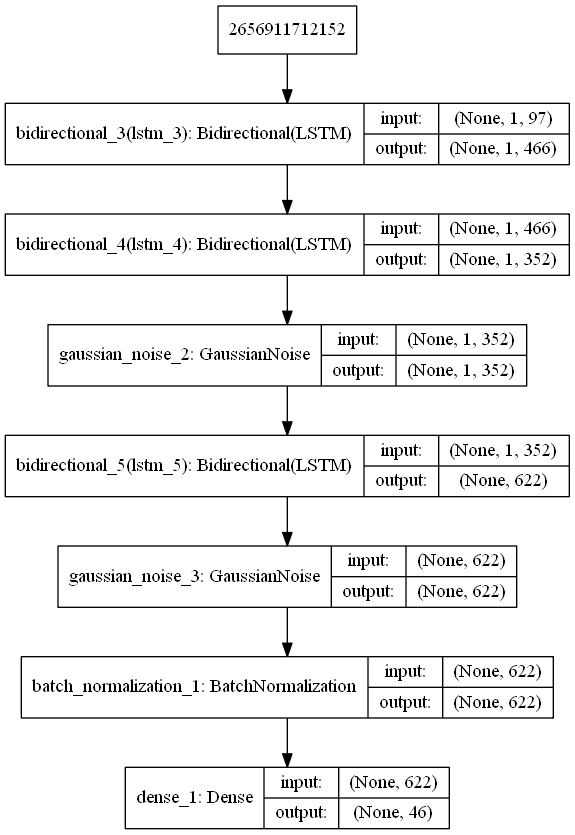 2656911712152
bidirectional_3(lstm_3): Bidirectional(LSTM)
input: (None, 1, 97)
output: (None, 1, 466)
bidirectional_4(lstm_4): Bidirectional(LSTM)
input: (None, 1, 466)
output: (None, 1, 352)
gaussian_noise_2: GaussianNoise
input: (None, 1, 352)
output: (None, 1, 352)
bidirectional_5(lstm_5): Bidirectional(LSTM)
input: (None, 1, 352)
output: (None, 622)
gaussian_noise_3: GaussianNoise
input: (None, 622)
output: (None, 622)
batch_normalization_1: BatchNormalization
input: (None, 622)
output: (None, 622)
dense_1: Dense
input: (None, 622)
output: (None, 46)